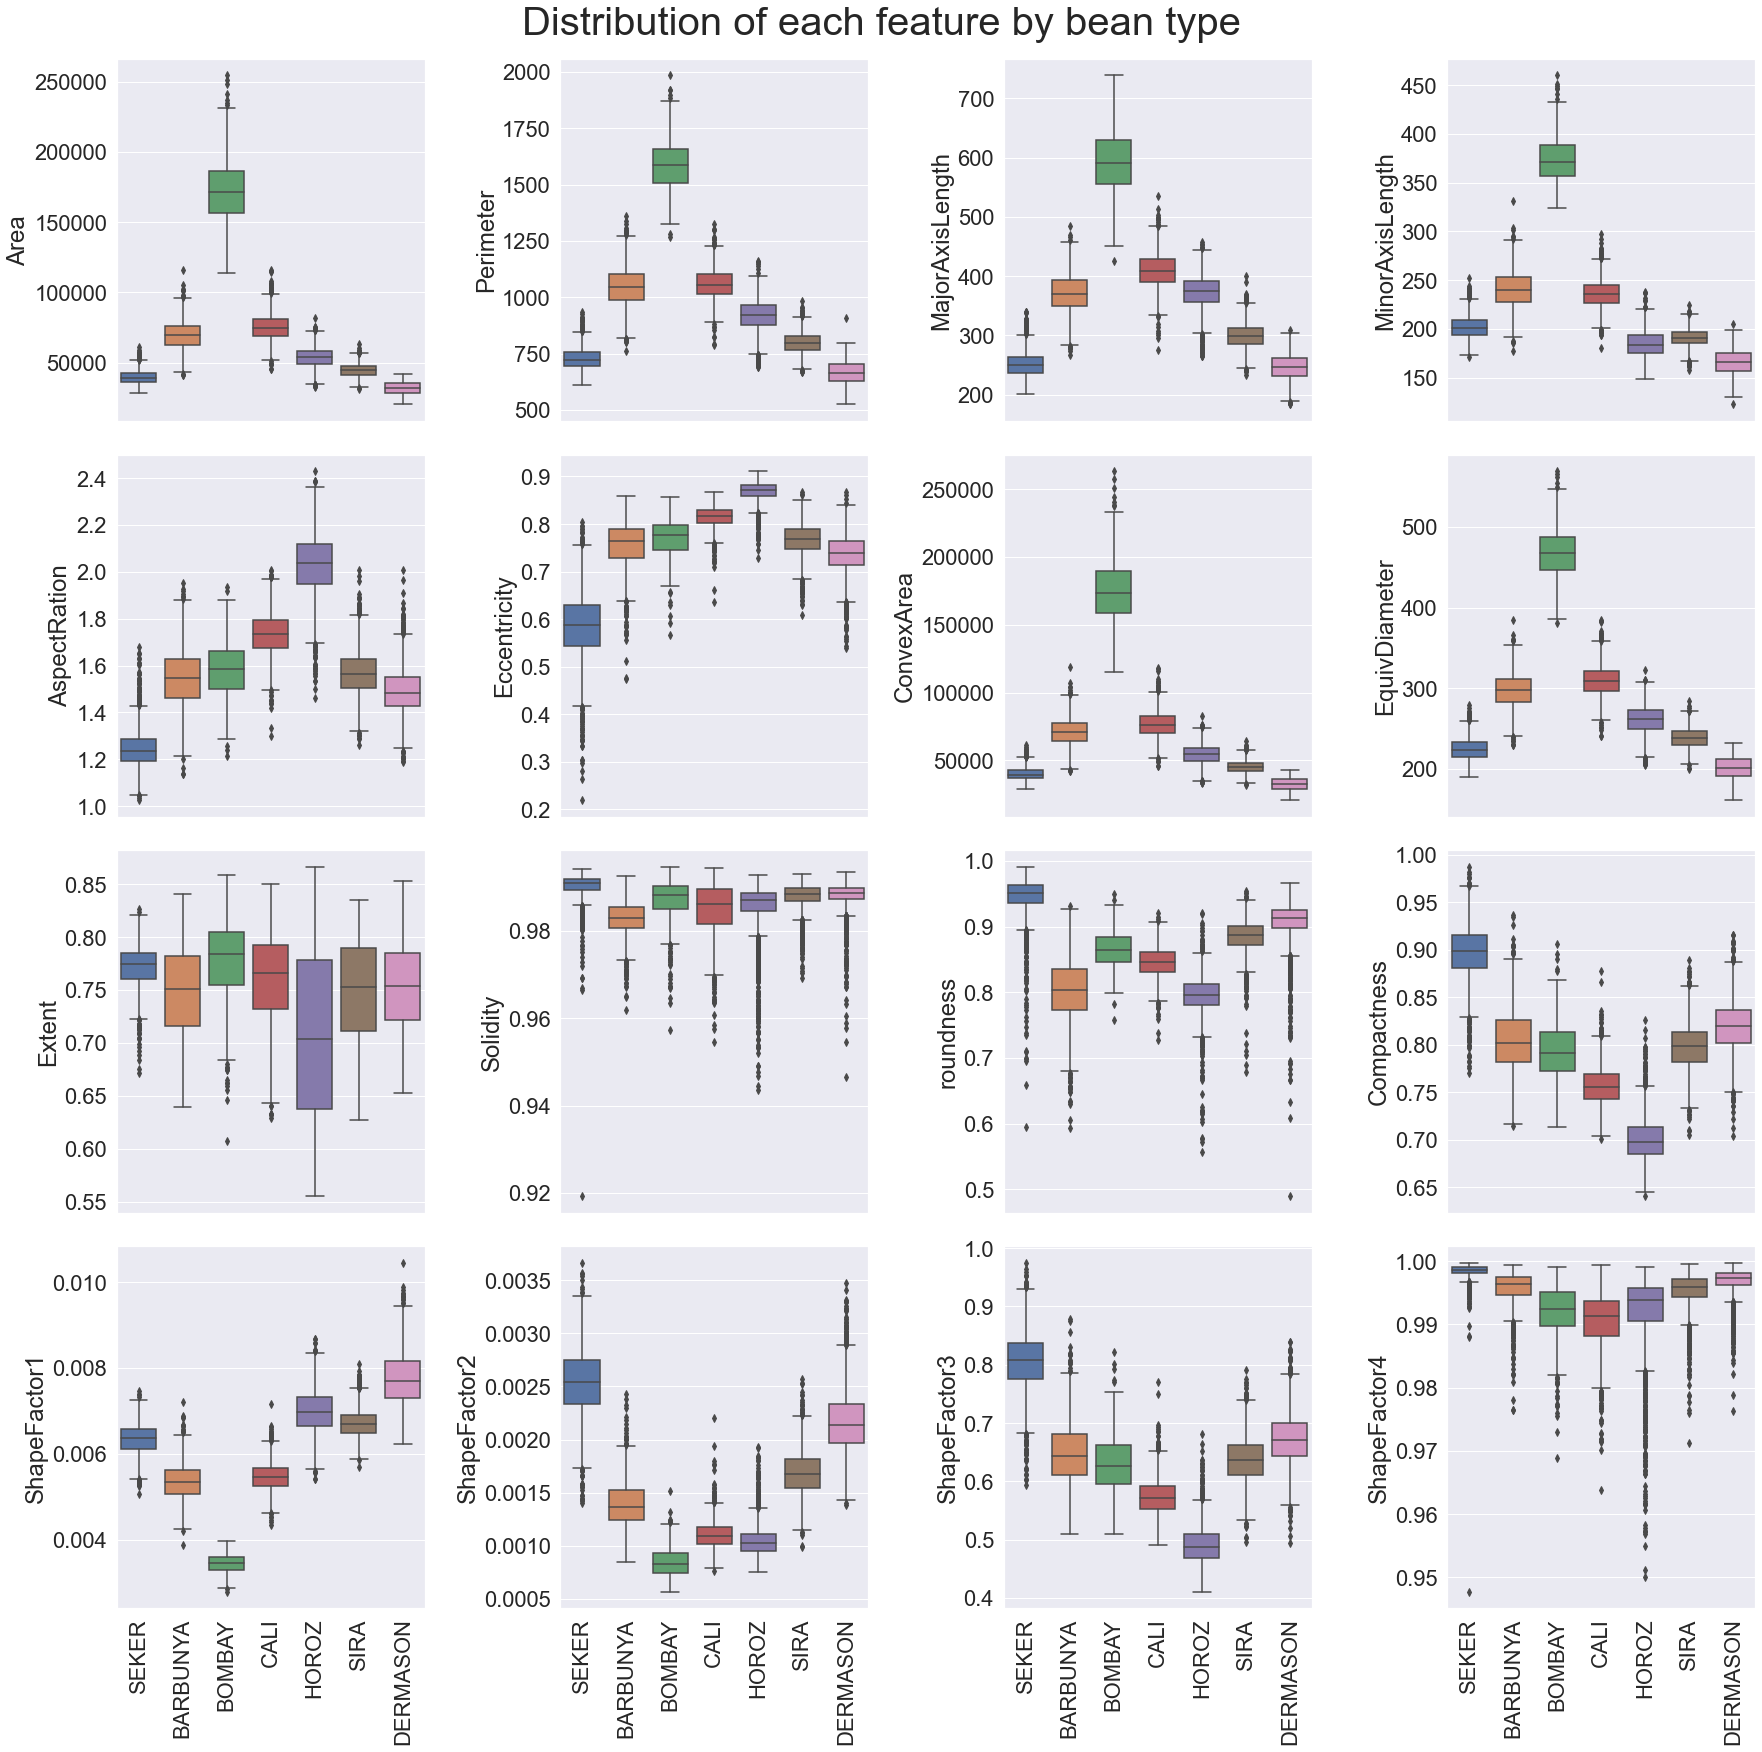 Distribution of each feature by bean type
Area
250000
200000
150000
100000
50000
Perimeter
2000
1750
1500
1250
1000
750
500
MajorAxisLength
700
600
500
400
300
200
MinorAxisLength
450
400
350
300
250
200
150
AspectRation
2.4
2.2
2.0
1.8
1.6
1.4
1.2
1.0
Eccentricity
0.9
0.8
0.7
0.6
0.5
0.4
0.3
0.2
ConvexArea
250000
200000
150000
100000
50000
EquivDiameter
500
400
300
200
Extent
0.85
0.80
0.75
0.70
0.65
0.60
0.55
Solidity
0.98
0.96
0.94
0.92
roundness
1.0
0.9
0.8
0.7
0.6
0.5
Compactness
1.00
0.95
0.90
0.85
0.80
0.75
0.70
0.65
ShapeFactor1
0.010
0.008
0.006
0.004
ShapeFactor2
0.0035
0.0030
0.0025
0.0020
0.0015
0.0010
0.0005
ShapeFactor3
1.0
0.9
0.8
0.7
0.6
0.5
0.4
ShapeFactor4
1.00
0.99
0.98
0.97
0.96
0.95
SEKER
BARBUNYA
BOMBAY
CALI
HOROZ
SIRA
DERMASON
SEKER
BARBUNYA
BOMBAY
CALI
HOROZ
SIRA
DERMASON
SEKER
BARBUNYA
BOMBAY
CALI
HOROZ
SIRA
DERMASON
SEKER
BARBUNYA
BOMBAY
CALI
HOROZ
SIRA
DERMASON